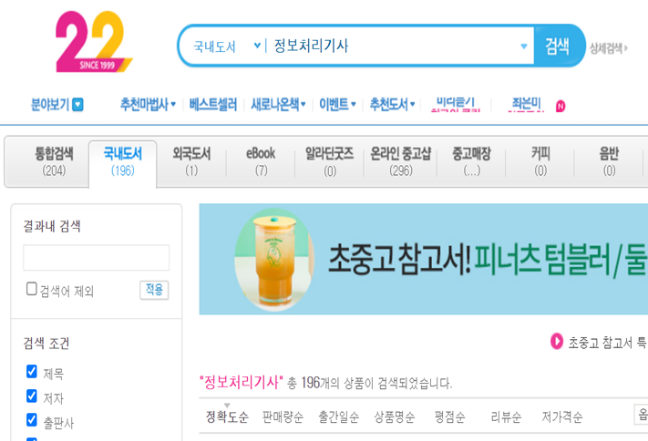 22
SINCE 1999
국내도서 정보처리기사 검색 상세검색
분야보기 추천마법사 베스트셀러 새로나온책 이벤트 추천도서 미리듣기 최은미 N
통합검색 국내도서 외국도서 eBook 알라딘굿즈 온라인 중고샵 중고매장 커피 음반
(204) (196) (1) (7) (0) (296) (...) (0) (0)
결과내 검색
검색어 제외 적용
검색 조건
제목
저자
출판사
초중고 참고서! 피너츠 텀블러/둘
초중고 참고서 특
"정보처리기사" 총 196개의 상품이 검색되었습니다.
정확도순 판매량순 출간일순 상품명순 평점순 리뷰순 저가격순